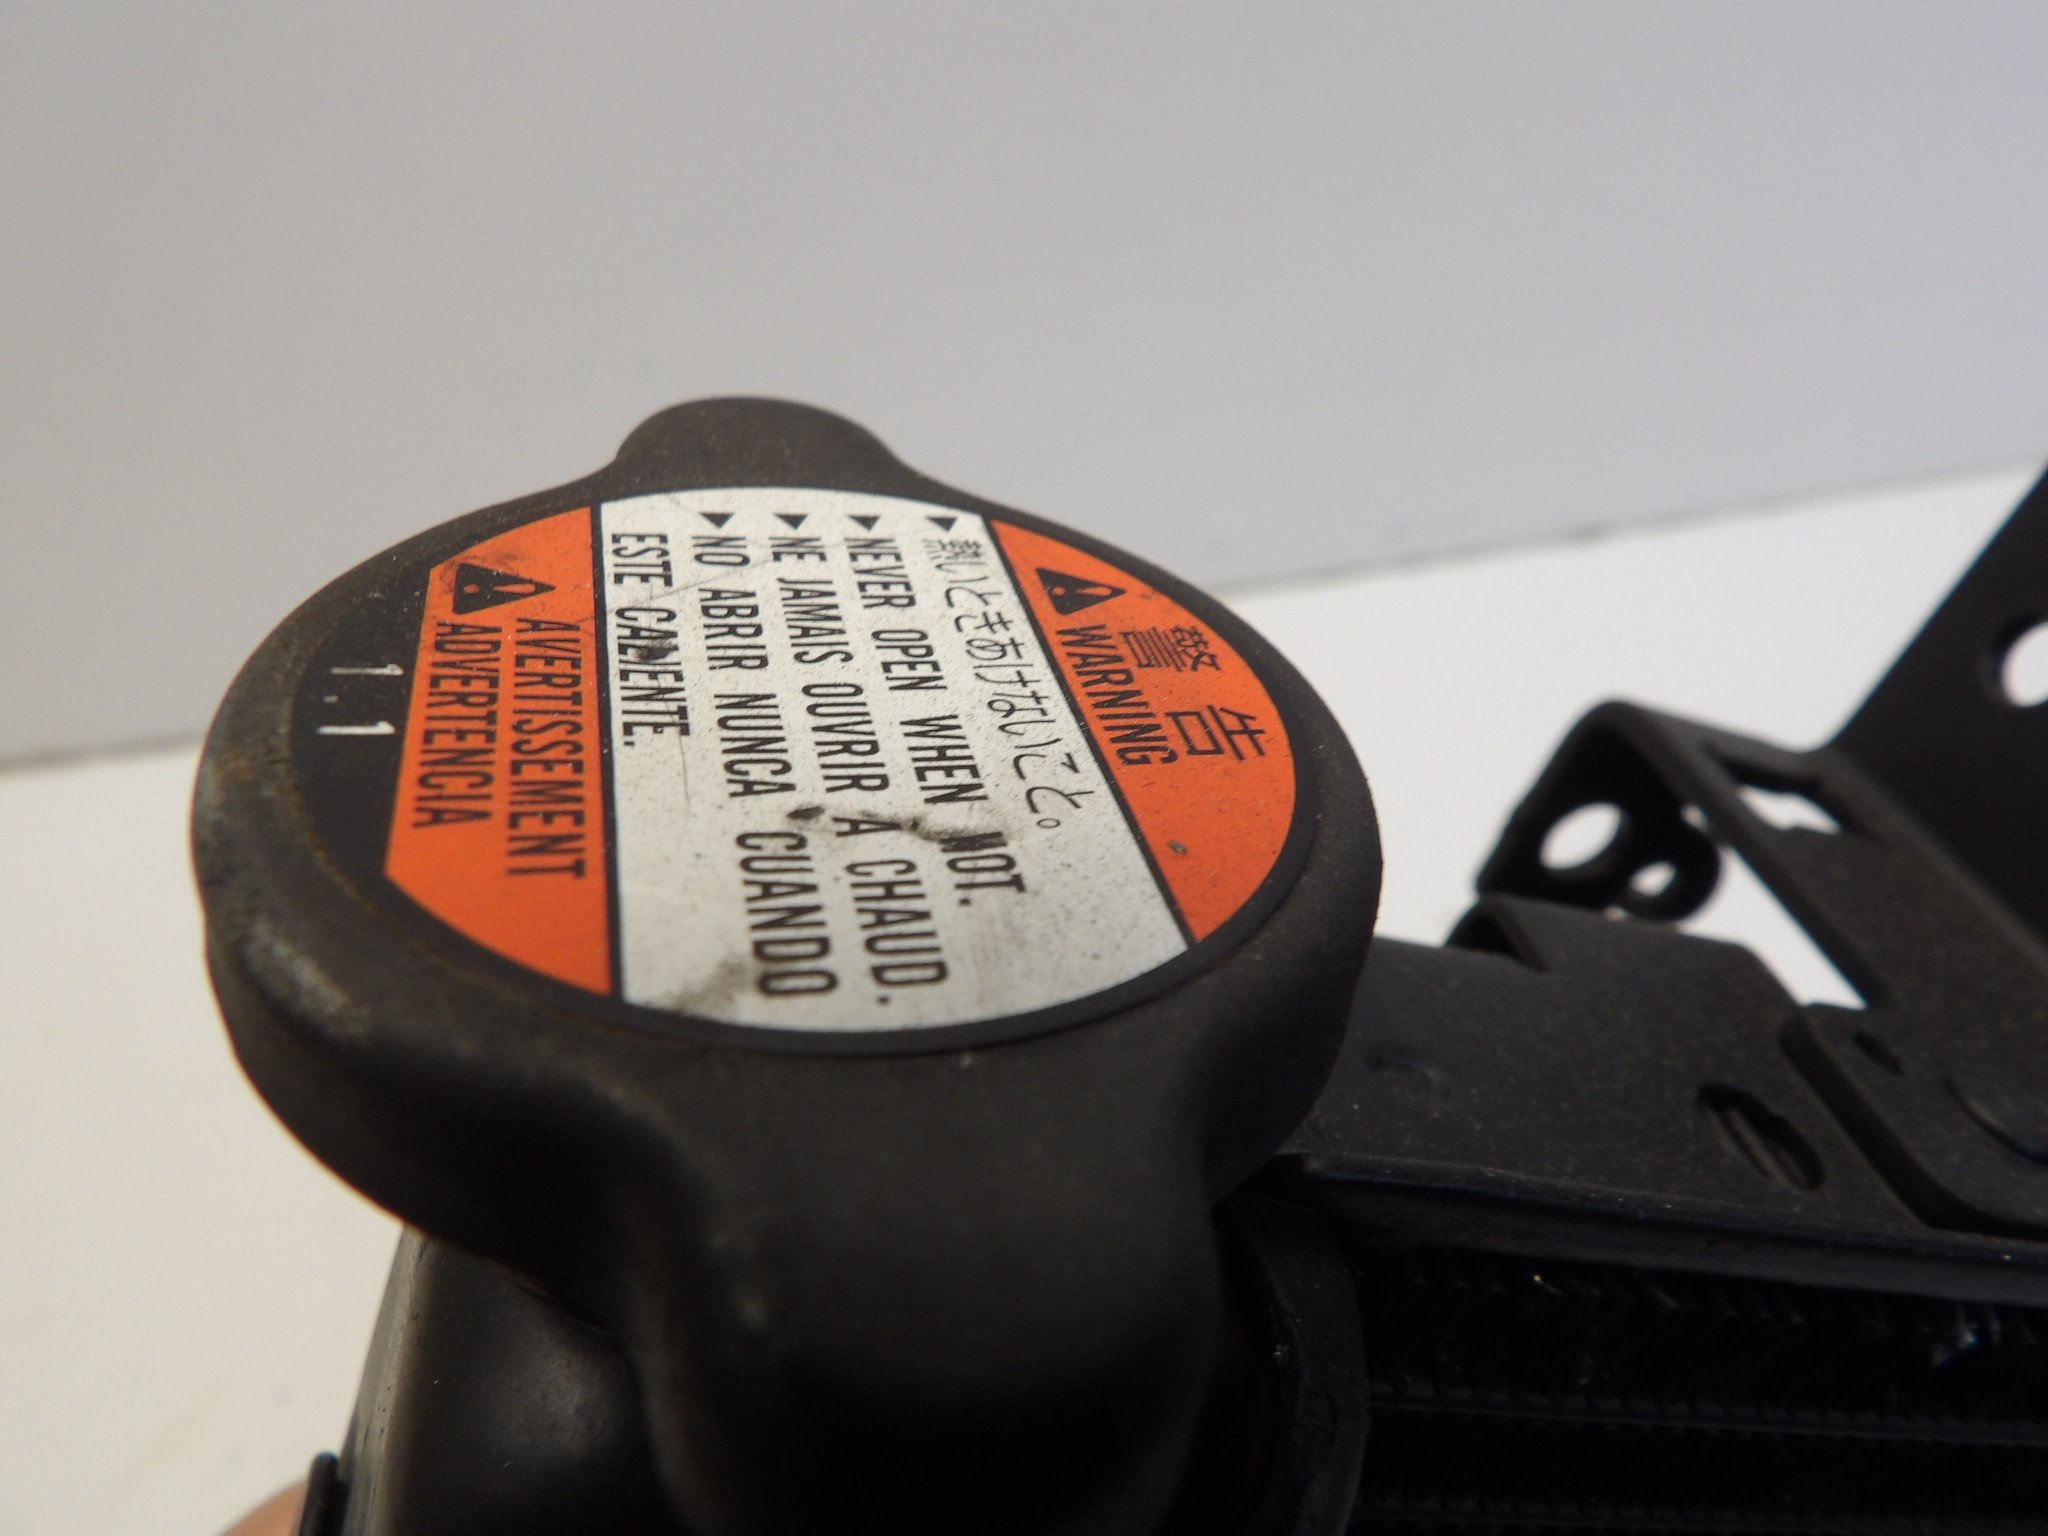 警告
WARNING
熱いときあけないこと。
NEVER OPEN WHEN HOT.
NE JAMAIS OUVRIR A CHAUD.
NO ABRIR NUNCA CUANDO
ESTE CALIENTE.
AVERTISSEMENT
ADVERTENCIA
1.1